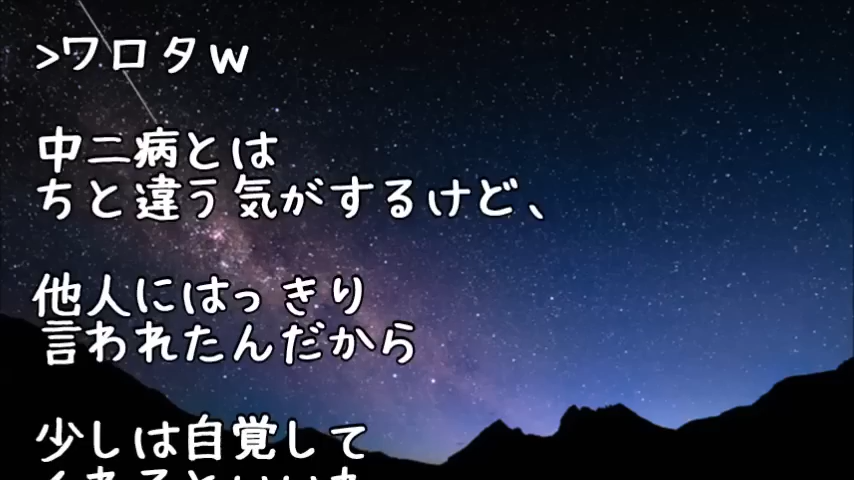 >ワロタｗ
中二病とは
ちと違う気がするけど、
他人にはっきり
言われたんだから
少しは自覚して